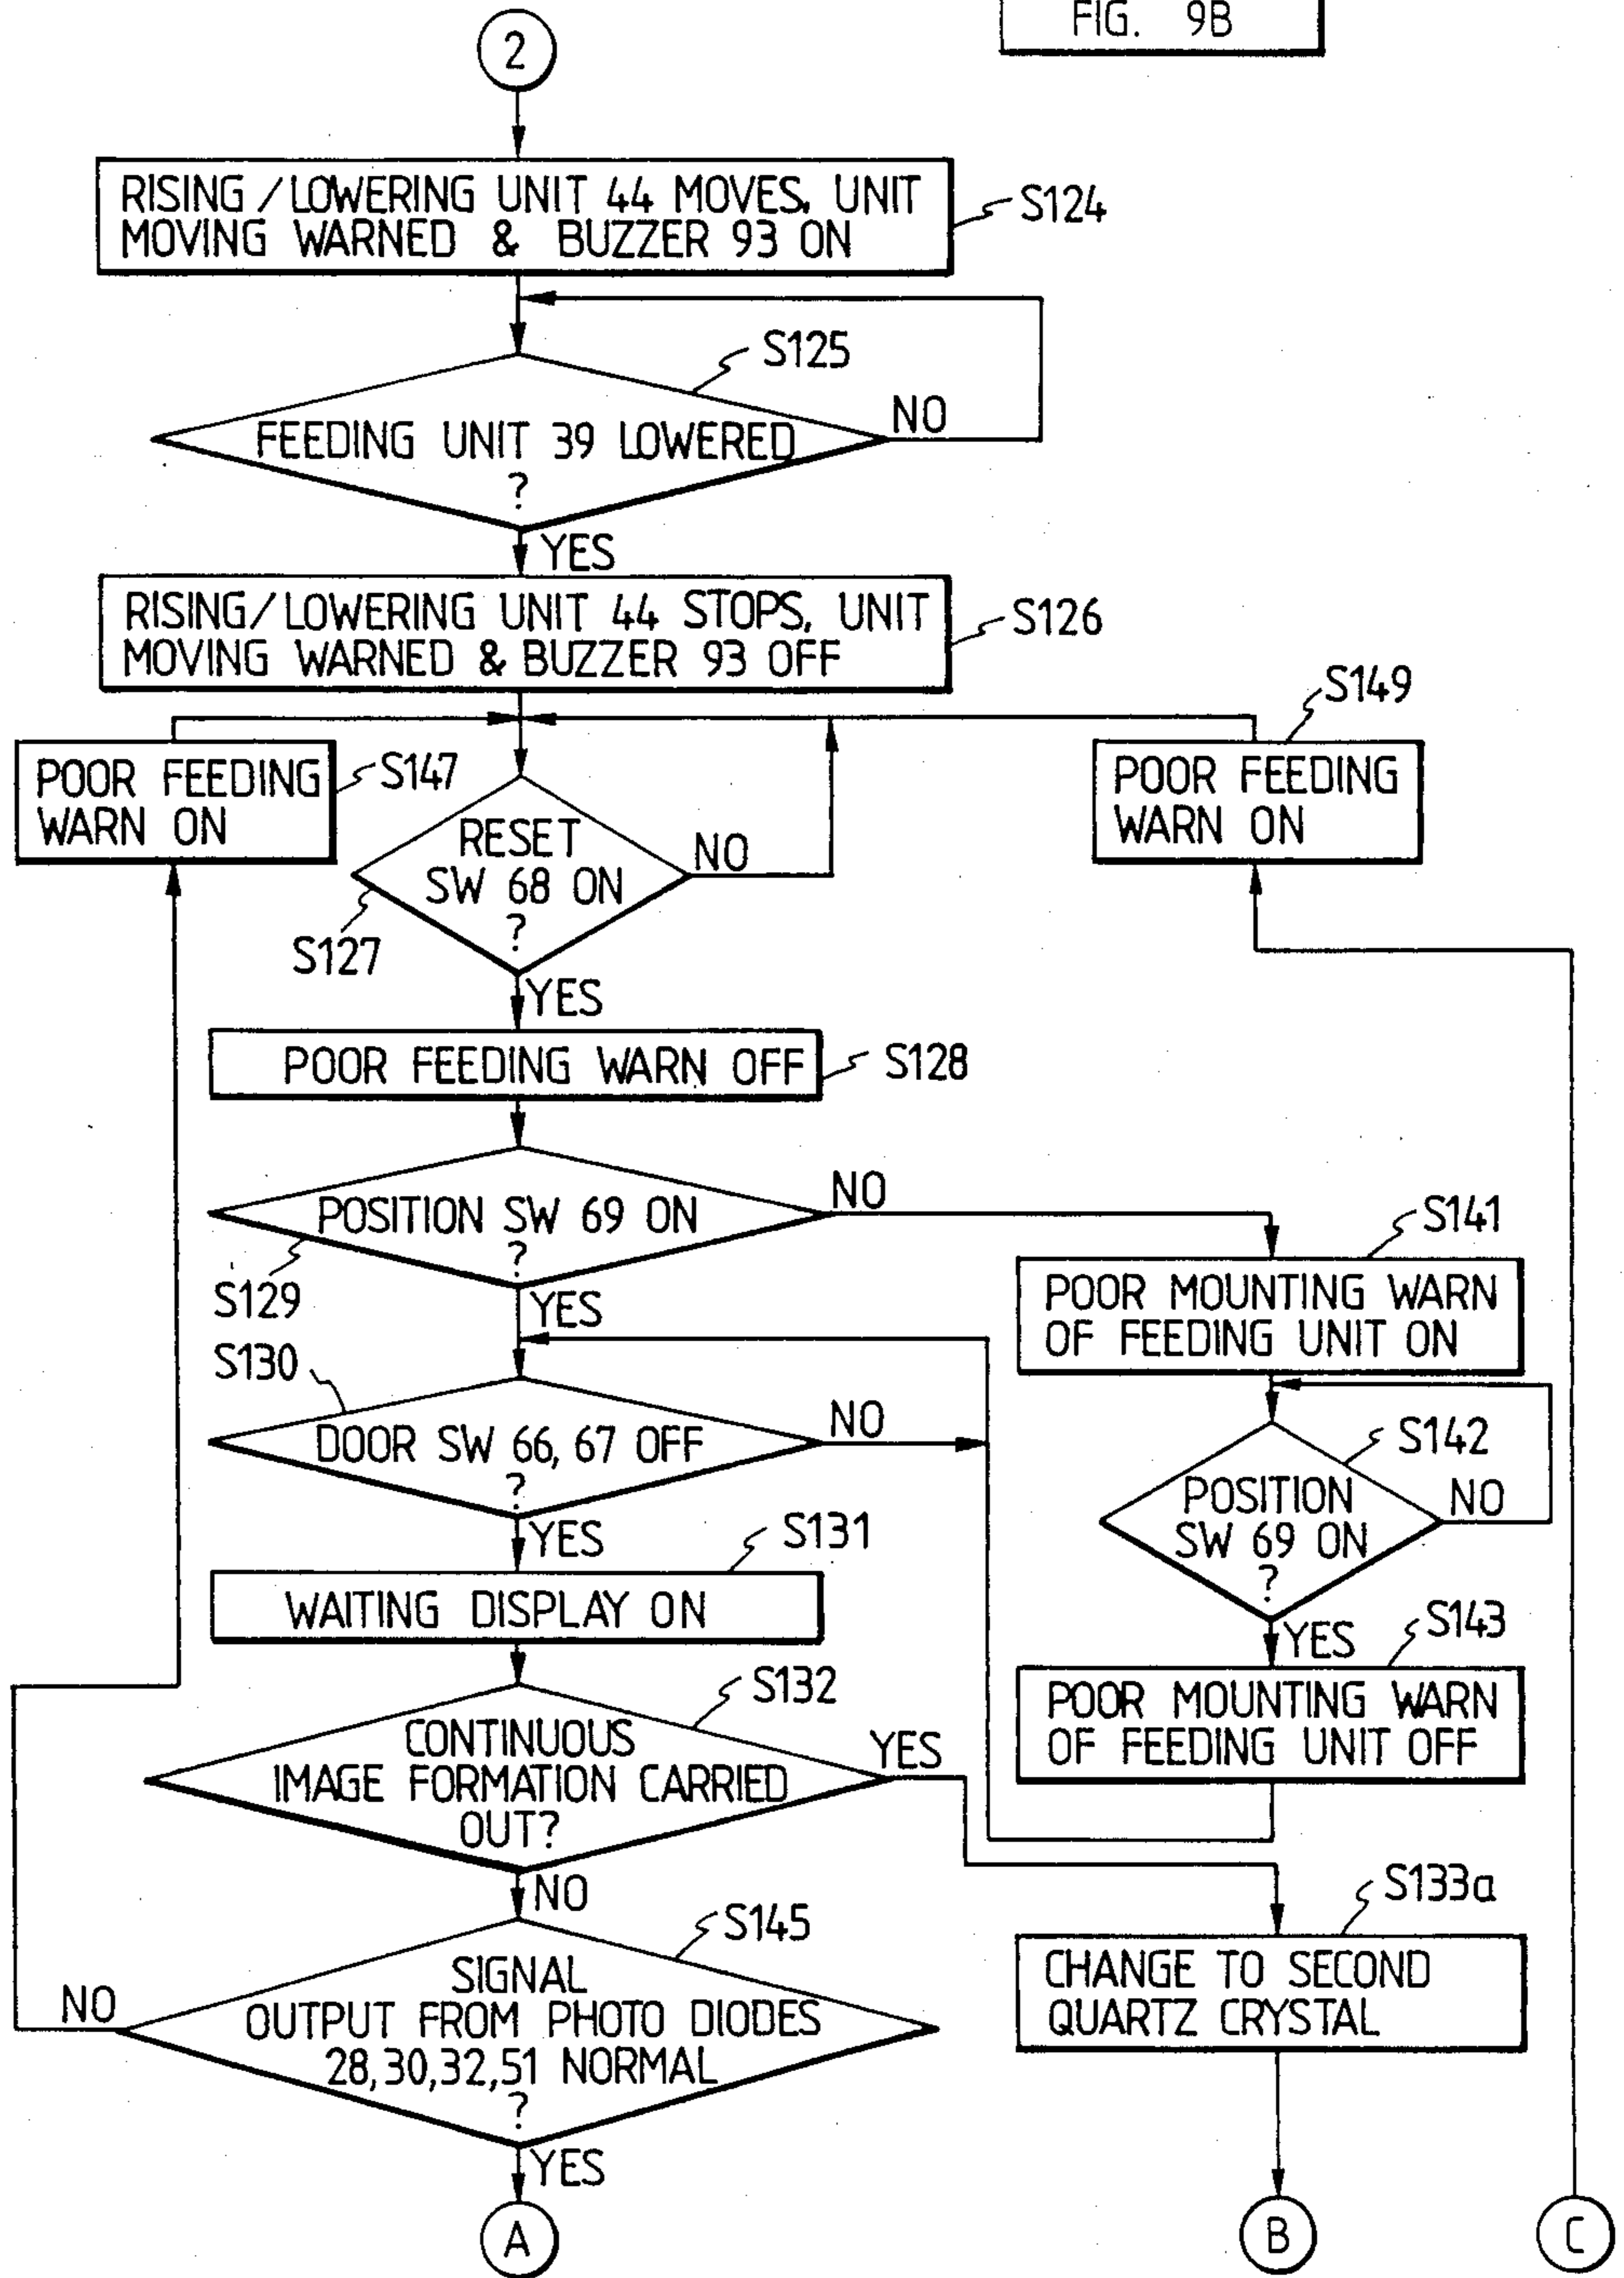 FIG. 9B
2
RISING/LOWERING UNIT 44 MOVES, UNIT
MOVING WARNED & BUZZER 93 ON
S124
S125
FEEDING UNIT 39 LOWERED
?
NO
YES
RISING/LOWERING UNIT 44 STOPS, UNIT
MOVING WARNED & BUZZER 93 OFF
S126
S149
POOR FEEDING
WARN ON
S147
POOR FEEDING
WARN ON
RESET
SW 68 ON
?
NO
S127
YES
POOR FEEDING WARN OFF
S128
POSITION SW 69 ON
?
NO
S129
YES
S141
POOR MOUNTING WARN
OF FEEDING UNIT ON
S130
DOOR SW 66, 67 OFF
?
NO
YES
S142
POSITION
SW 69 ON
?
NO
YES
S131
WAITING DISPLAY ON
S143
POOR MOUNTING WARN
OF FEEDING UNIT OFF
S132
CONTINUOUS
IMAGE FORMATION CARRIED
OUT?
YES
NO
S133a
CHANGE TO SECOND
QUARTZ CRYSTAL
S145
SIGNAL
OUTPUT FROM PHOTO DIODES
28,30,32,51 NORMAL
?
NO
YES
A
B
C